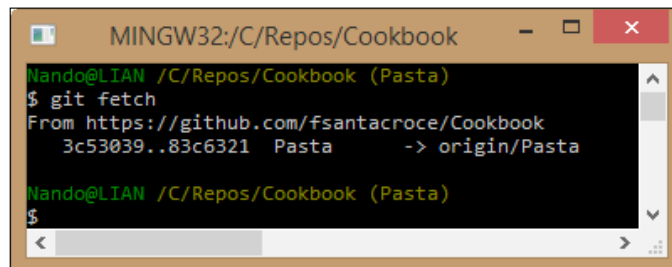 MINGW32:/C/Repos/Cookbook
Nando@LIAN /C/Repos/Cookbook (Pasta)
$ git fetch
From https://github.com/fsantacroce/Cookbook
   3c53039..83c6321  Pasta      -> origin/Pasta
Nando@LIAN /C/Repos/Cookbook (Pasta)
$